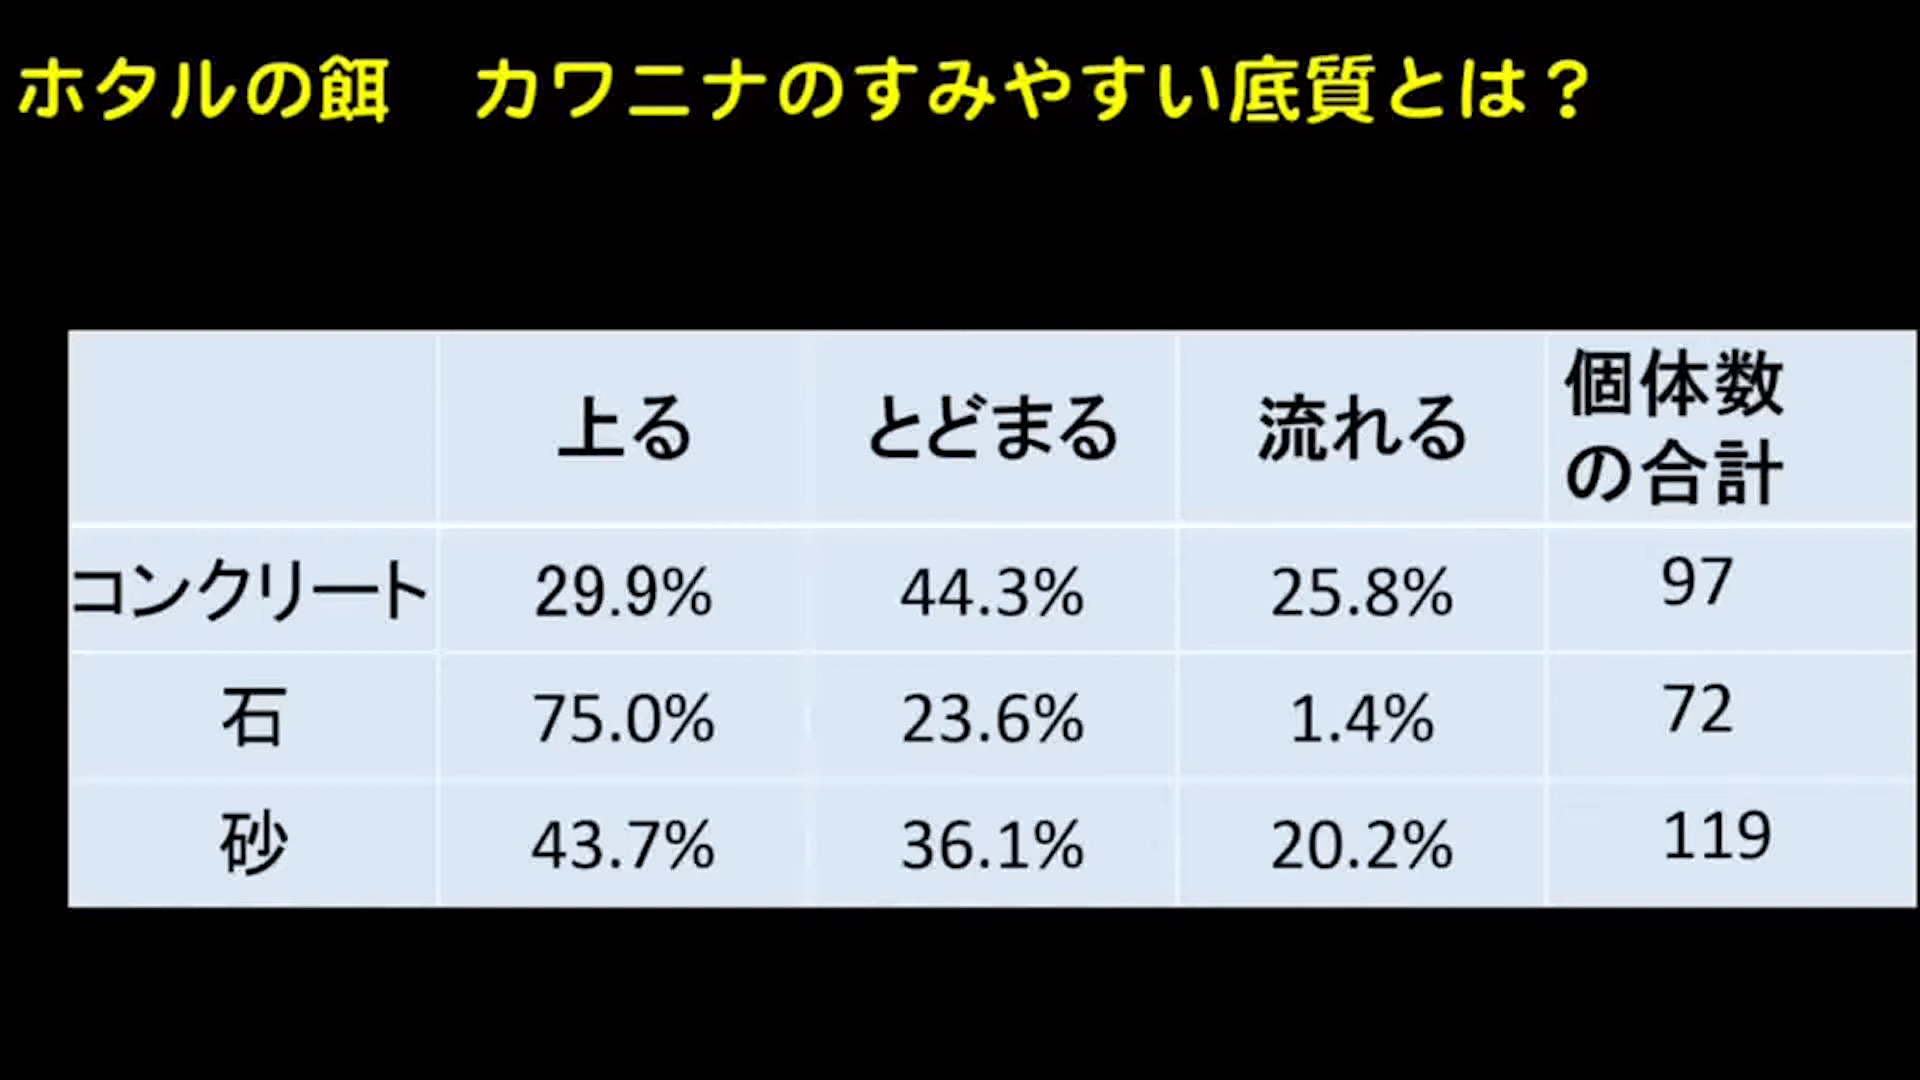 ホタルの餌　カワニナのすみやすい底質とは？
上る　とどまる　流れる　個体数
の合計
コンクリート 29.9% 44.3% 25.8% 97
石 75.0% 23.6% 1.4% 72
砂 43.7% 36.1% 20.2% 119